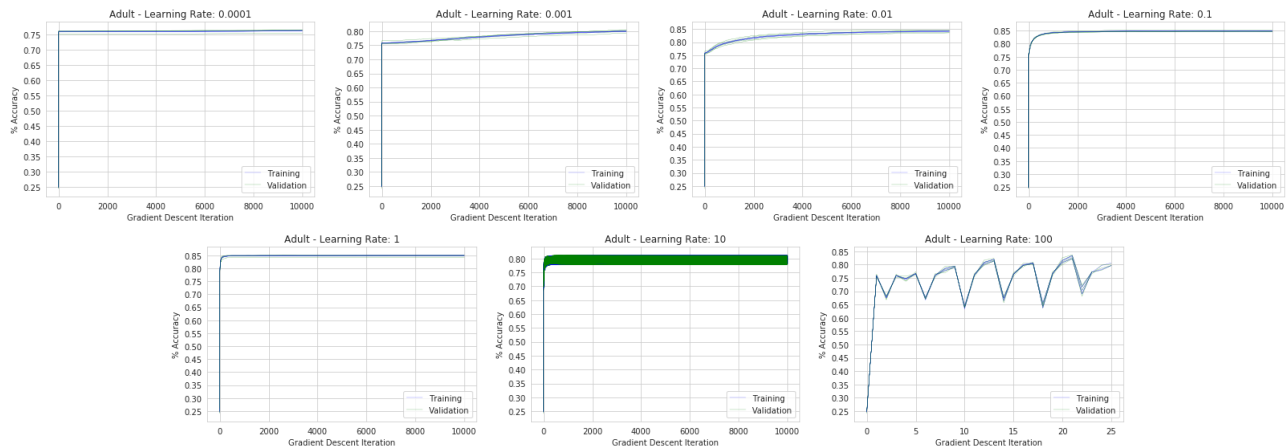 Adult - Learning Rate: 0.0001
% Accuracy
0.75
0.70
0.65
0.60
0.55
0.50
0.45
0.40
0.35
0.30
0.25
Training
Validation
0 2000 4000 6000 8000 10000
Gradient Descent Iteration
Adult - Learning Rate: 0.001
% Accuracy
0.80
0.75
0.70
0.65
0.60
0.55
0.50
0.45
0.40
0.35
0.30
0.25
Training
Validation
0 2000 4000 6000 8000 10000
Gradient Descent Iteration
Adult - Learning Rate: 0.01
% Accuracy
0.85
0.80
0.75
0.70
0.65
0.60
0.55
0.50
0.45
0.40
0.35
0.30
0.25
Training
Validation
0 2000 4000 6000 8000 10000
Gradient Descent Iteration
Adult - Learning Rate: 0.1
% Accuracy
0.85
0.80
0.75
0.70
0.65
0.60
0.55
0.50
0.45
0.40
0.35
0.30
0.25
Training
Validation
0 2000 4000 6000 8000 10000
Gradient Descent Iteration
Adult - Learning Rate: 1
% Accuracy
0.85
0.80
0.75
0.70
0.65
0.60
0.55
0.50
0.45
0.40
0.35
0.30
0.25
Training
Validation
0 2000 4000 6000 8000 10000
Gradient Descent Iteration
Adult - Learning Rate: 10
% Accuracy
0.80
0.75
0.70
0.65
0.60
0.55
0.50
0.45
0.40
0.35
0.30
0.25
Training
Validation
0 2000 4000 6000 8000 10000
Gradient Descent Iteration
Adult - Learning Rate: 100
% Accuracy
0.85
0.80
0.75
0.70
0.65
0.60
0.55
0.50
0.45
0.40
0.35
0.30
0.25
Training
Validation
0 5 10 15 20 25
Gradient Descent Iteration